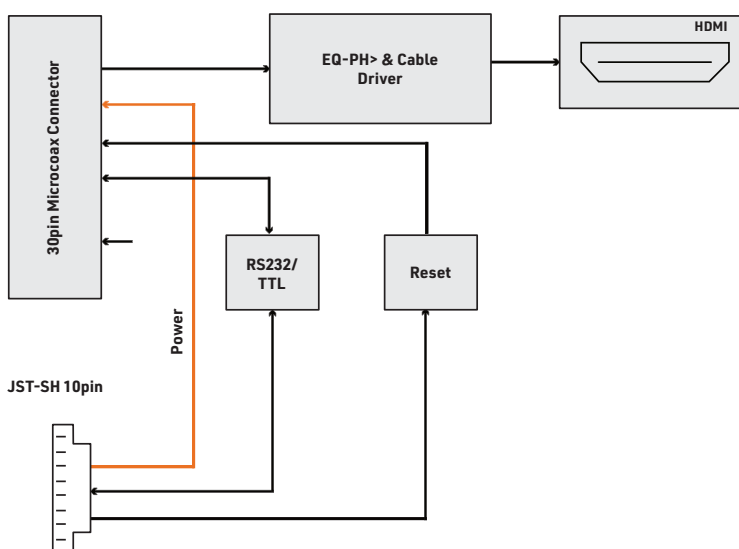 HDMI
EQ-PH> & Cable
Driver
30pin Microcoax Connector
RS232/
TTL
Reset
Power
JST-SH 10pin